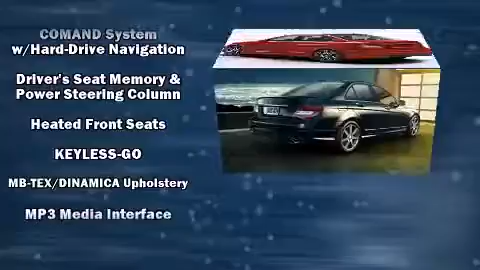 COMAND System
w/Hard-Drive Navigation
Driver's Seat Memory &
Power Steering Column
Heated Front Seats
KEYLESS-GO
MB-TEX/DINAMICA Upholstery
MP3 Media Interface